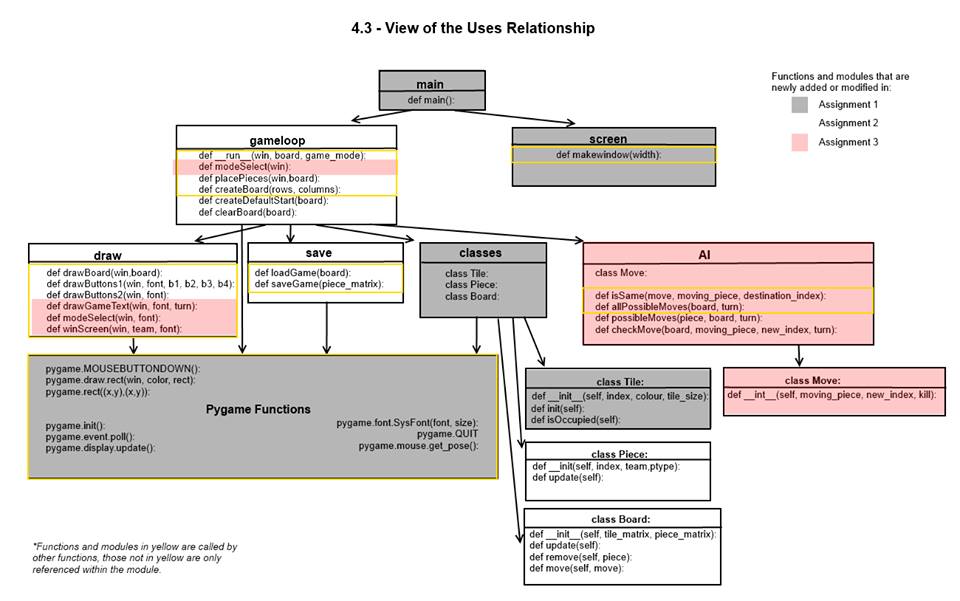 4.3 - View of the Uses Relationship
Functions and modules that are
newly added or modified in:
Assignment 1
Assignment 2
Assignment 3
main
def main():
gameloop
def __run__(win, board, game_mode):
def modeSelect(win):
def placePieces(win,board):
def createBoard(rows, columns):
def createDefaultStart(board):
def clearBoard(board):
screen
def makewindow(width):
draw
def drawBoard(win,board):
def drawButtons1(win, font, b1, b2, b3, b4):
def drawButtons2(win, font):
def drawGameText(win, font, turn):
def modeSelect(win, font):
def winScreen(win, team, font):
save
def loadGame(board):
def saveGame(piece_matrix):
classes
class Tile:
class Piece:
class Board:
AI
class Move:
def isSame(move, moving_piece, destination_index):
def allPossibleMoves(board, turn):
def possibleMoves(piece, board, turn):
def checkMove(board, moving_piece, new_index, turn):
pygame.MOUSEBUTTONDOWN():
pygame.draw.rect(win, color, rect):
pygame.rect((x,y),(x,y)):
Pygame Functions
pygame.init():
pygame.event.poll():
pygame.display.update():
pygame.font.SysFont(font, size):
pygame.QUIT
pygame.mouse.get_pose():
class Tile:
def __init__(self, index, colour, tile_size):
def init(self):
def isOccupied(self):
class Move:
def __int__(self, moving_piece, new_index, kill):
class Piece:
def __init(self, index, team,ptype):
def update(self):
class Board:
def __init__(self, tile_matrix, piece_matrix):
def update(self):
def remove(self, piece):
def move(self, move):
*Functions and modules in yellow are called by
other functions, those not in yellow are only
referenced within the module.